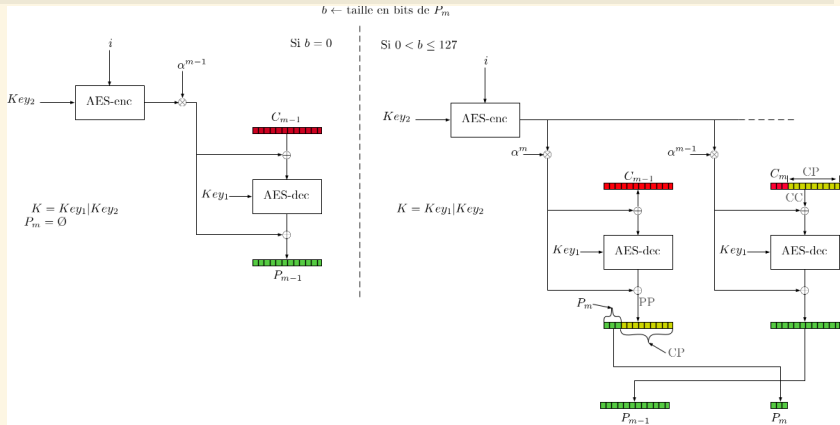 b ← taille en bits de P_m
Si b = 0
i
α^{m−1}
Key_2
AES-enc
C_{m−1}
Key_1
AES-dec
K = Key_1|Key_2
P_m = Ø
P_{m−1}
Si 0 < b ≤ 127
i
Key_2
AES-enc
α^m
α^{m−1}
C_{m−1}
C_m
CP
CC
K = Key_1|Key_2
Key_1
AES-dec
Key_1
AES-dec
PP
P_m
CP
P_{m−1}
P_m